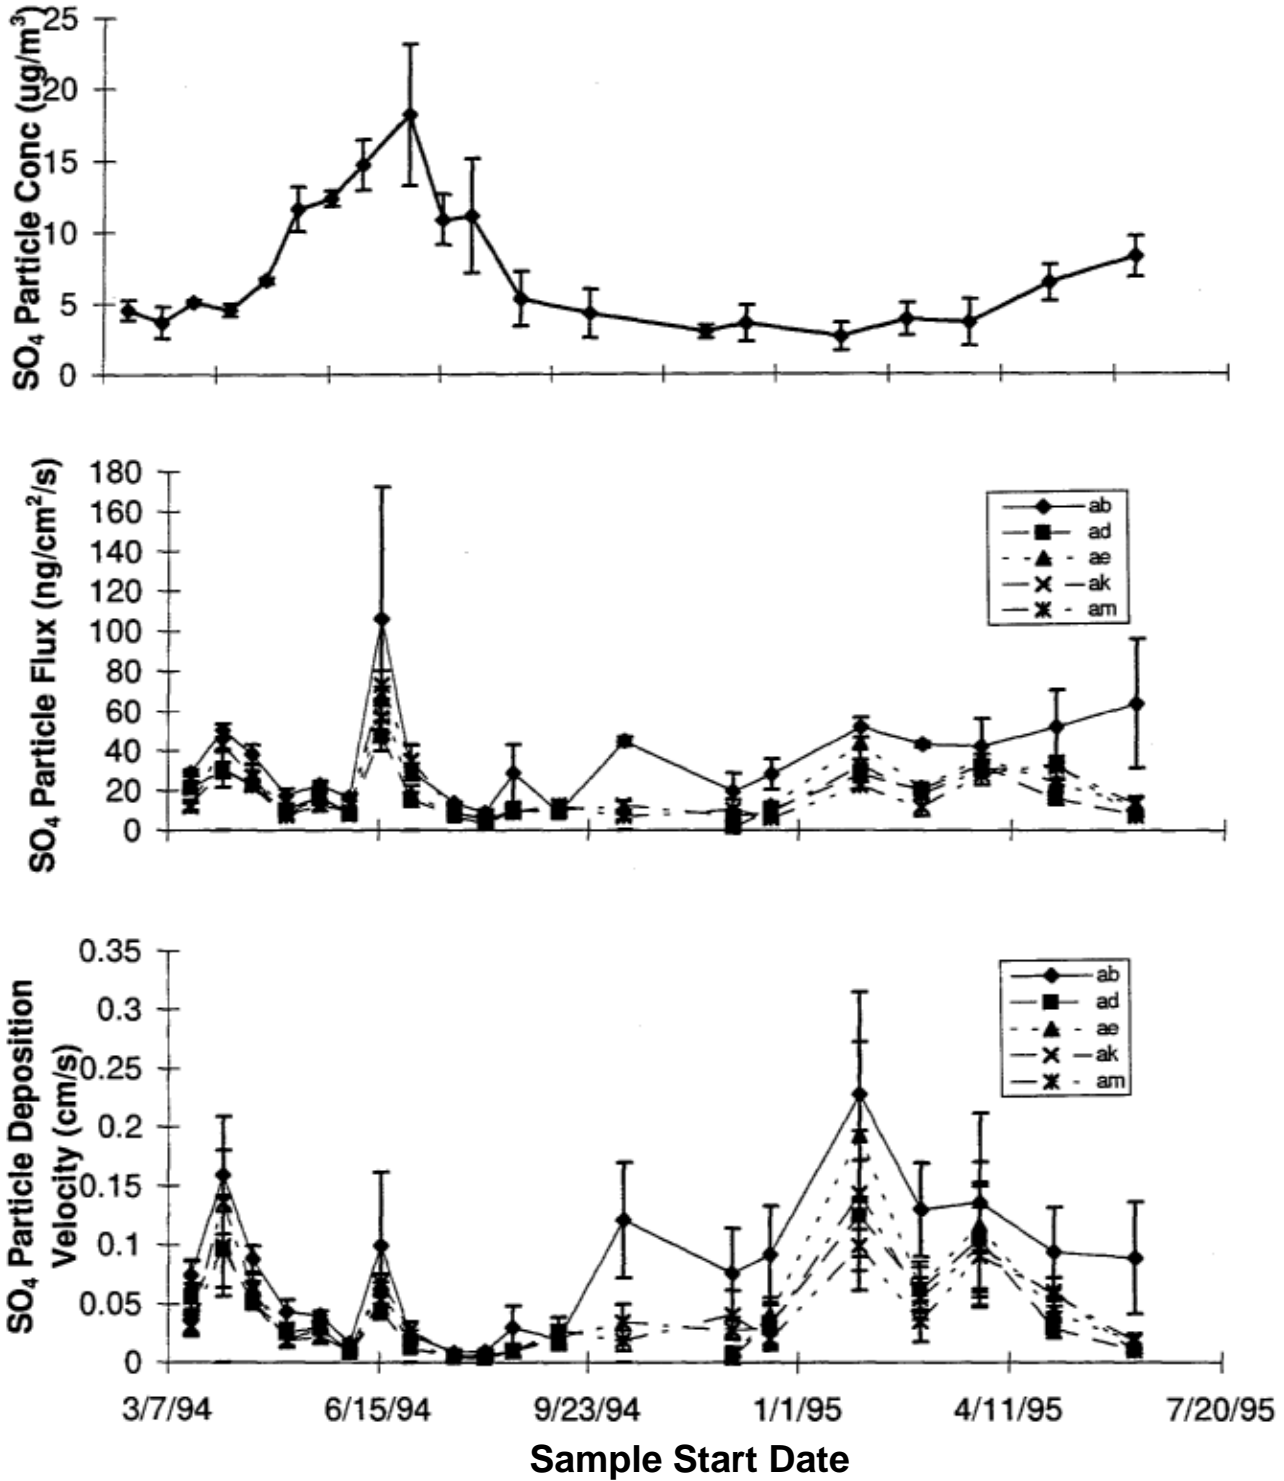 SO₄ Particle Conc (ug/m³)
25
20
15
10
5
0
SO₄ Particle Flux (ng/cm²/s)
180
160
140
120
100
80
60
40
20
0
ab
ad
ae
ak
am
SO₄ Particle Deposition
Velocity (cm/s)
0.35
0.3
0.25
0.2
0.15
0.1
0.05
0
ab
ad
ae
ak
am
3/7/94 6/15/94 9/23/94 1/1/95 4/11/95 7/20/95
Sample Start Date